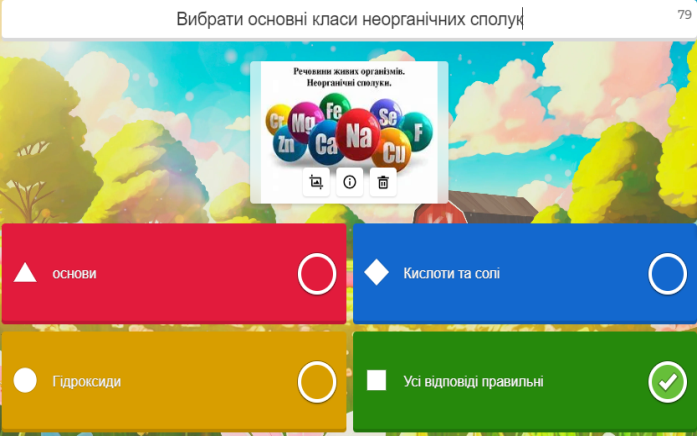 Вибрати основні класи неорганічних сполук
79
Речовини живих організмів.
Неорганічні сполуки.
Cr
Mg
Fe
Se
F
Zn
Ca
Na
Cu
основи
Кислоти та солі
Гідроксиди
Усі відповіді правильні